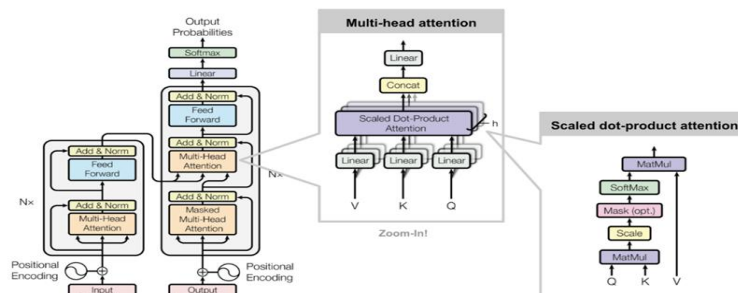 Output
Probabilities
Softmax
Linear
Add & Norm
Feed
Forward
Add & Norm
Multi-Head
Attention
Nx
Add & Norm
Masked
Multi-Head
Attention
Add & Norm
Feed
Forward
Nx
Add & Norm
Multi-Head
Attention
Positional
Encoding
Positional
Encoding
Input
Output
Multi-head attention
Linear
Concat
Scaled Dot-Product
Attention
h
Linear
Linear
Linear
V
K
Q
Zoom-In!
Scaled dot-product attention
MatMul
SoftMax
Mask (opt.)
Scale
MatMul
Q
K
V